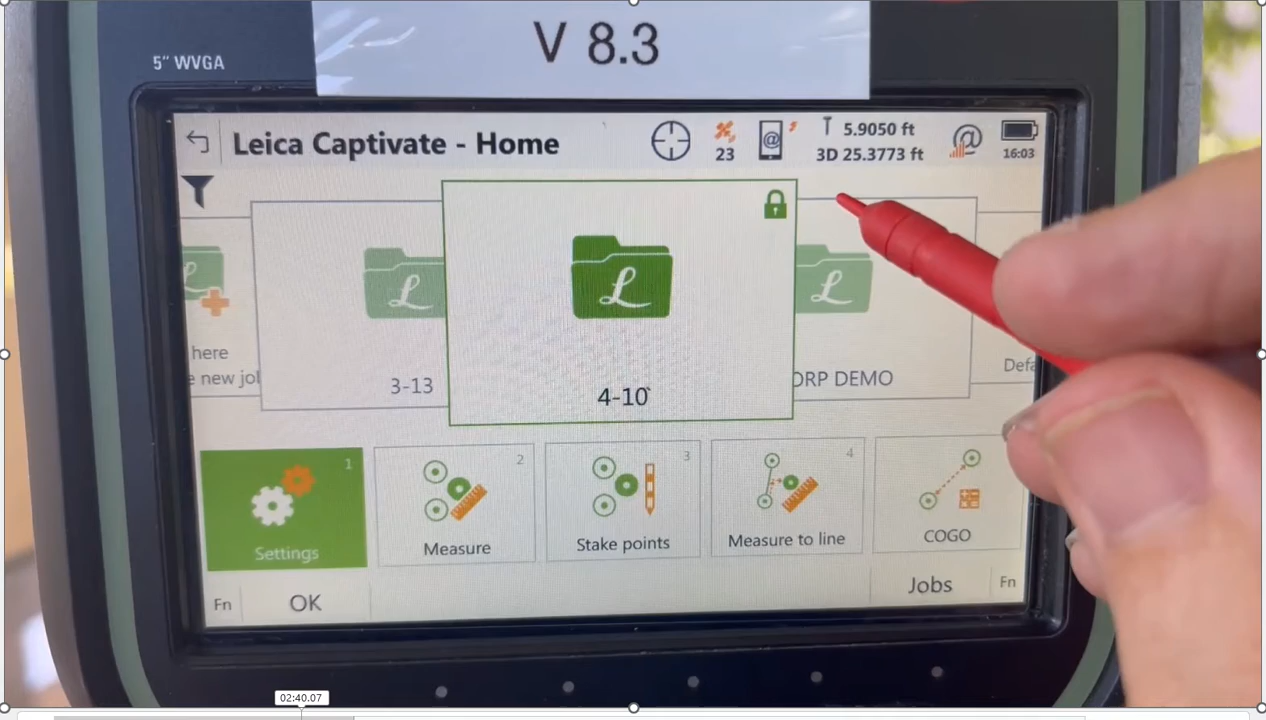 V 8.3
5" WVGA
Leica Captivate - Home
23
@
5.9050 ft
3D 25.3773 ft
@
16:03
here
new jol
3-13
4-10
ORP DEMO
Defa
1
Settings
2
Measure
3
Stake points
4
Measure to line
COGO
Fn
OK
Jobs
Fn
02:40.07